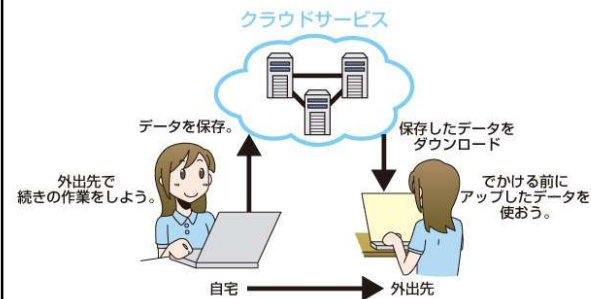 クラウドサービス
データを保存。
保存したデータを
ダウンロード
外出先で
続きの作業をしよう。
でかける前に
アップしたデータを
使おう。
自宅
外出先